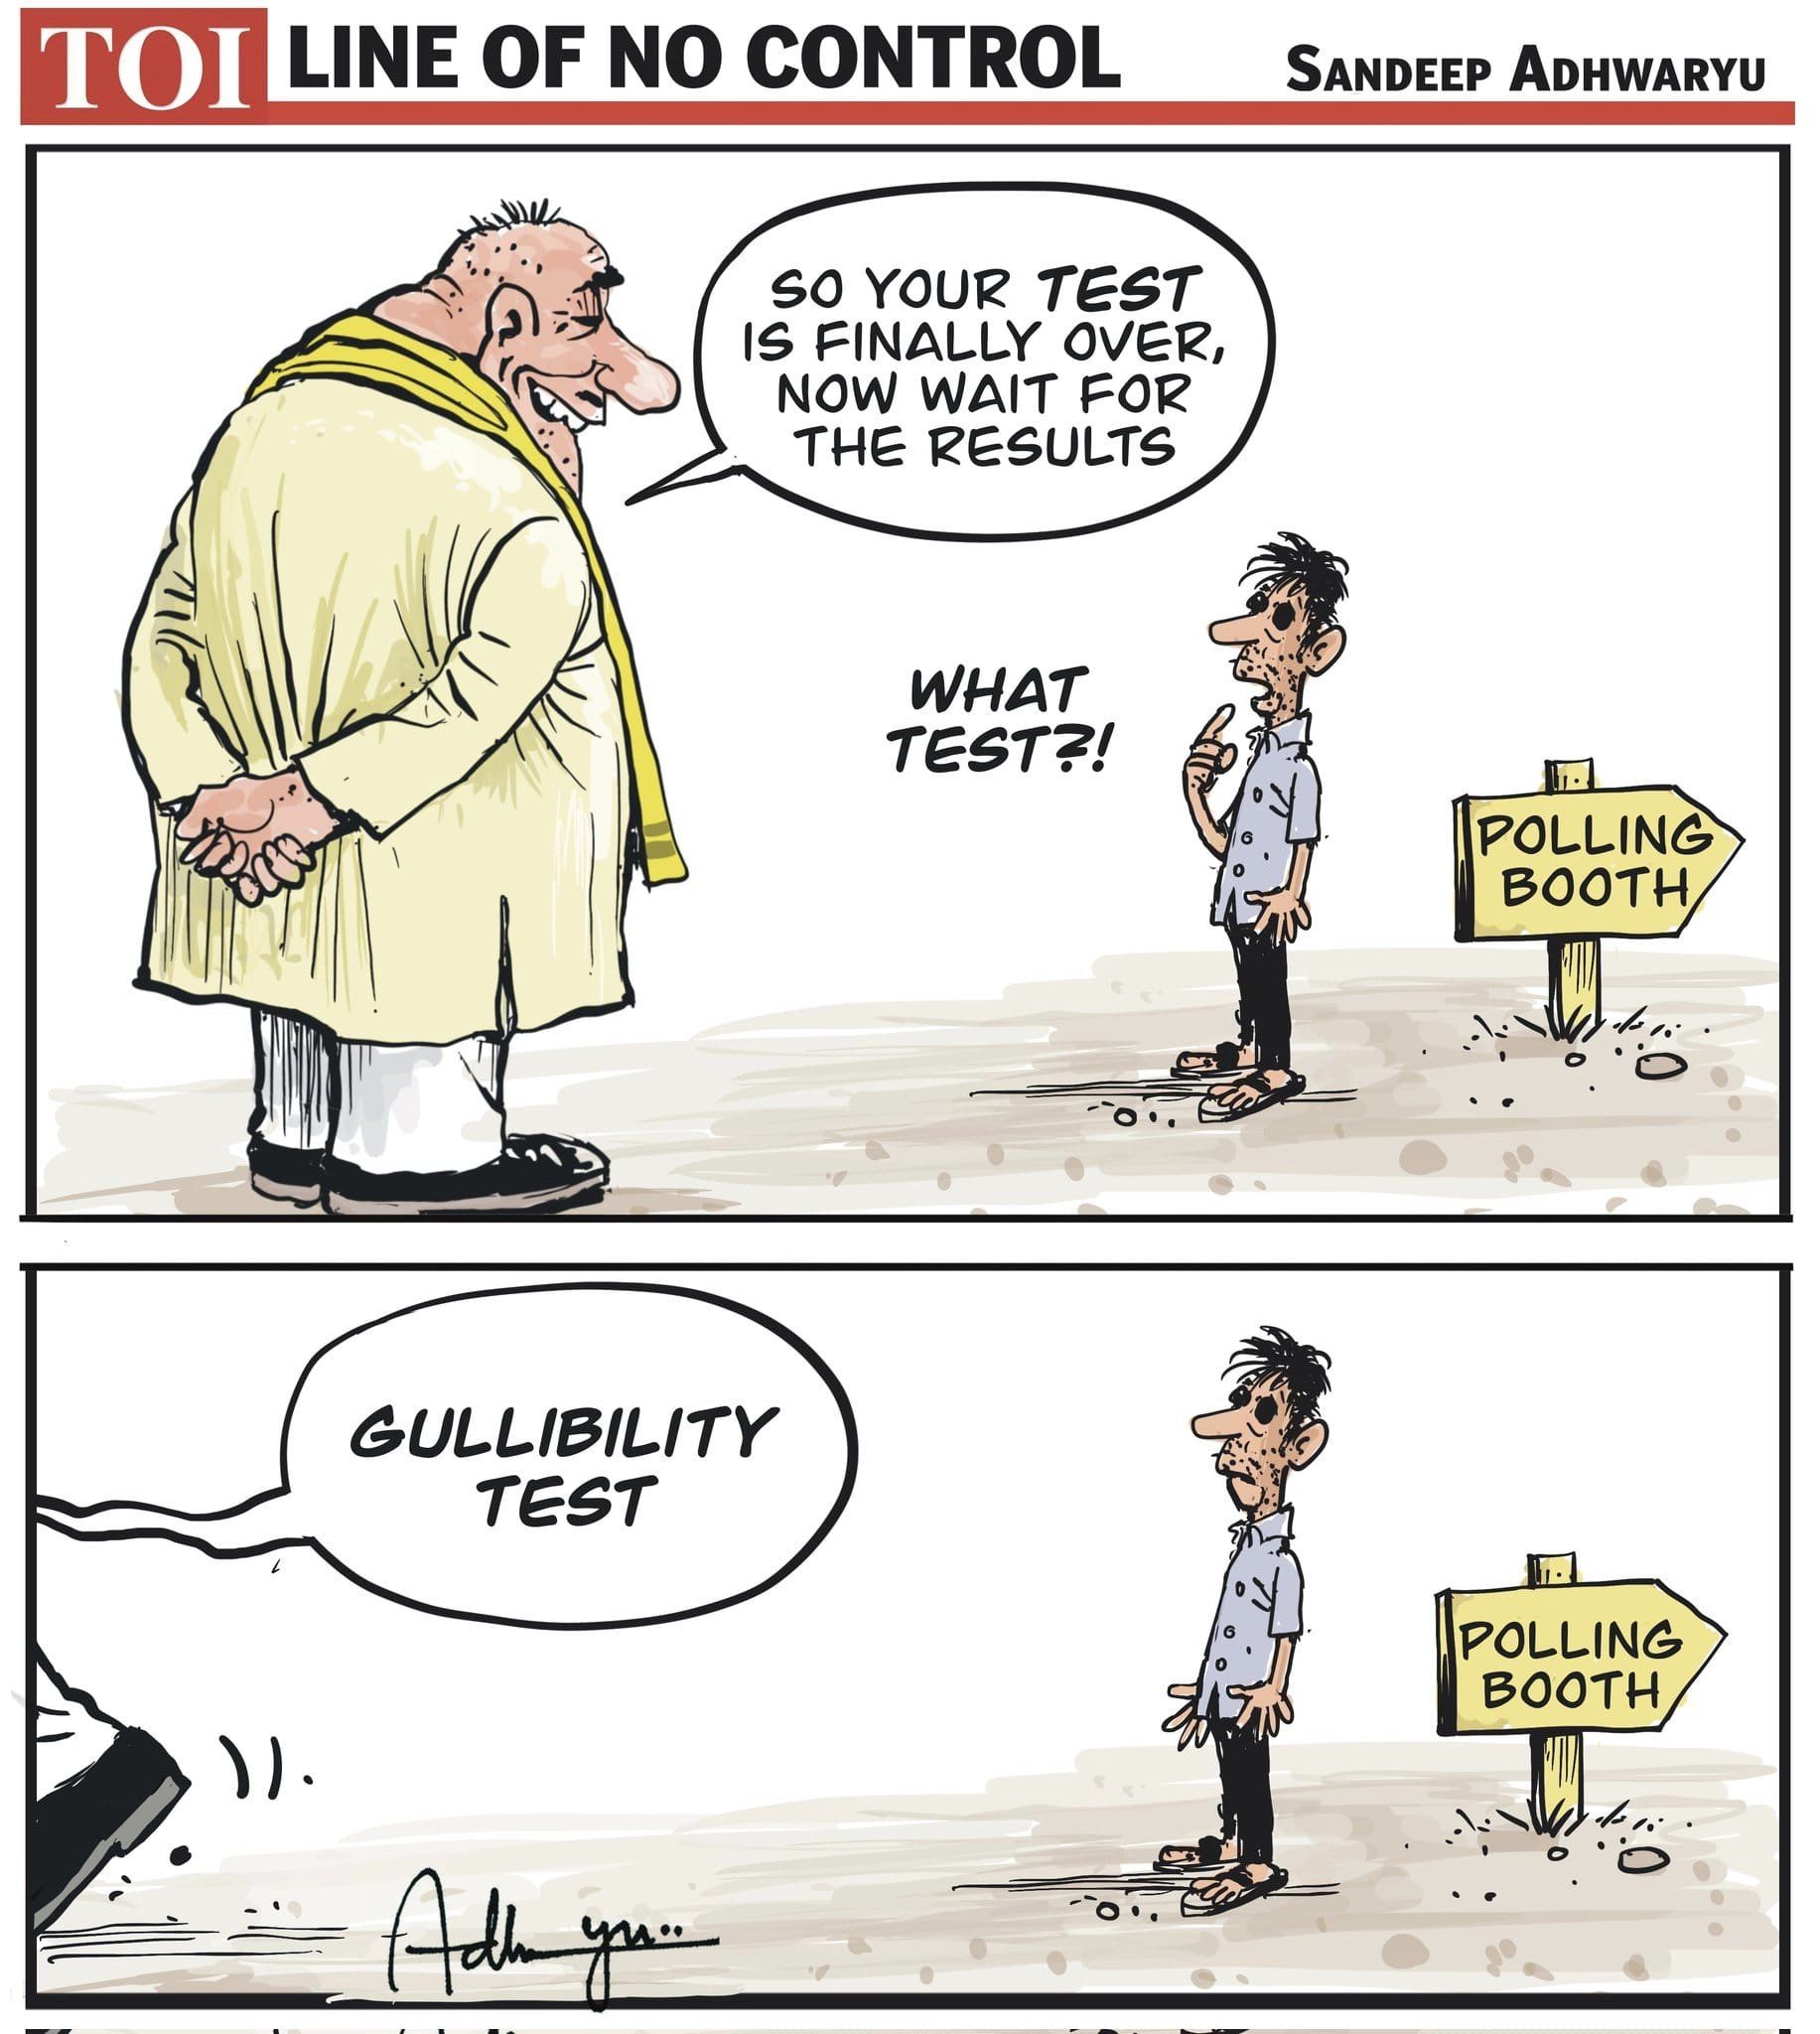 TOI LINE OF NO CONTROL SANDEEP ADHWARYU
SO YOUR TEST
IS FINALLY OVER,
NOW WAIT FOR
THE RESULTS
WHAT
TEST?!
POLLING
BOOTH
GULLIBILITY
TEST
POLLING
BOOTH